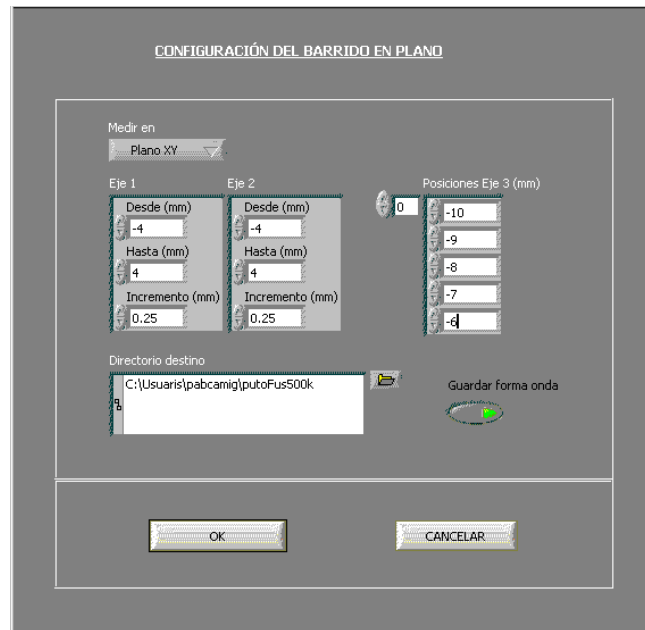 CONFIGURACIÓN DEL BARRIDO EN PLANO
Medir en
Plano XY
Eje 1
Eje 2
Posiciones Eje 3 (mm)
Desde (mm)
-4
Hasta (mm)
4
Incremento (mm)
0.25
Desde (mm)
-4
Hasta (mm)
4
Incremento (mm)
0.25
0
-10
-9
-8
-7
-6
Directorio destino
C:\Usuaris\pabcamig\putoFus500k
Guardar forma onda
OK
CANCELAR